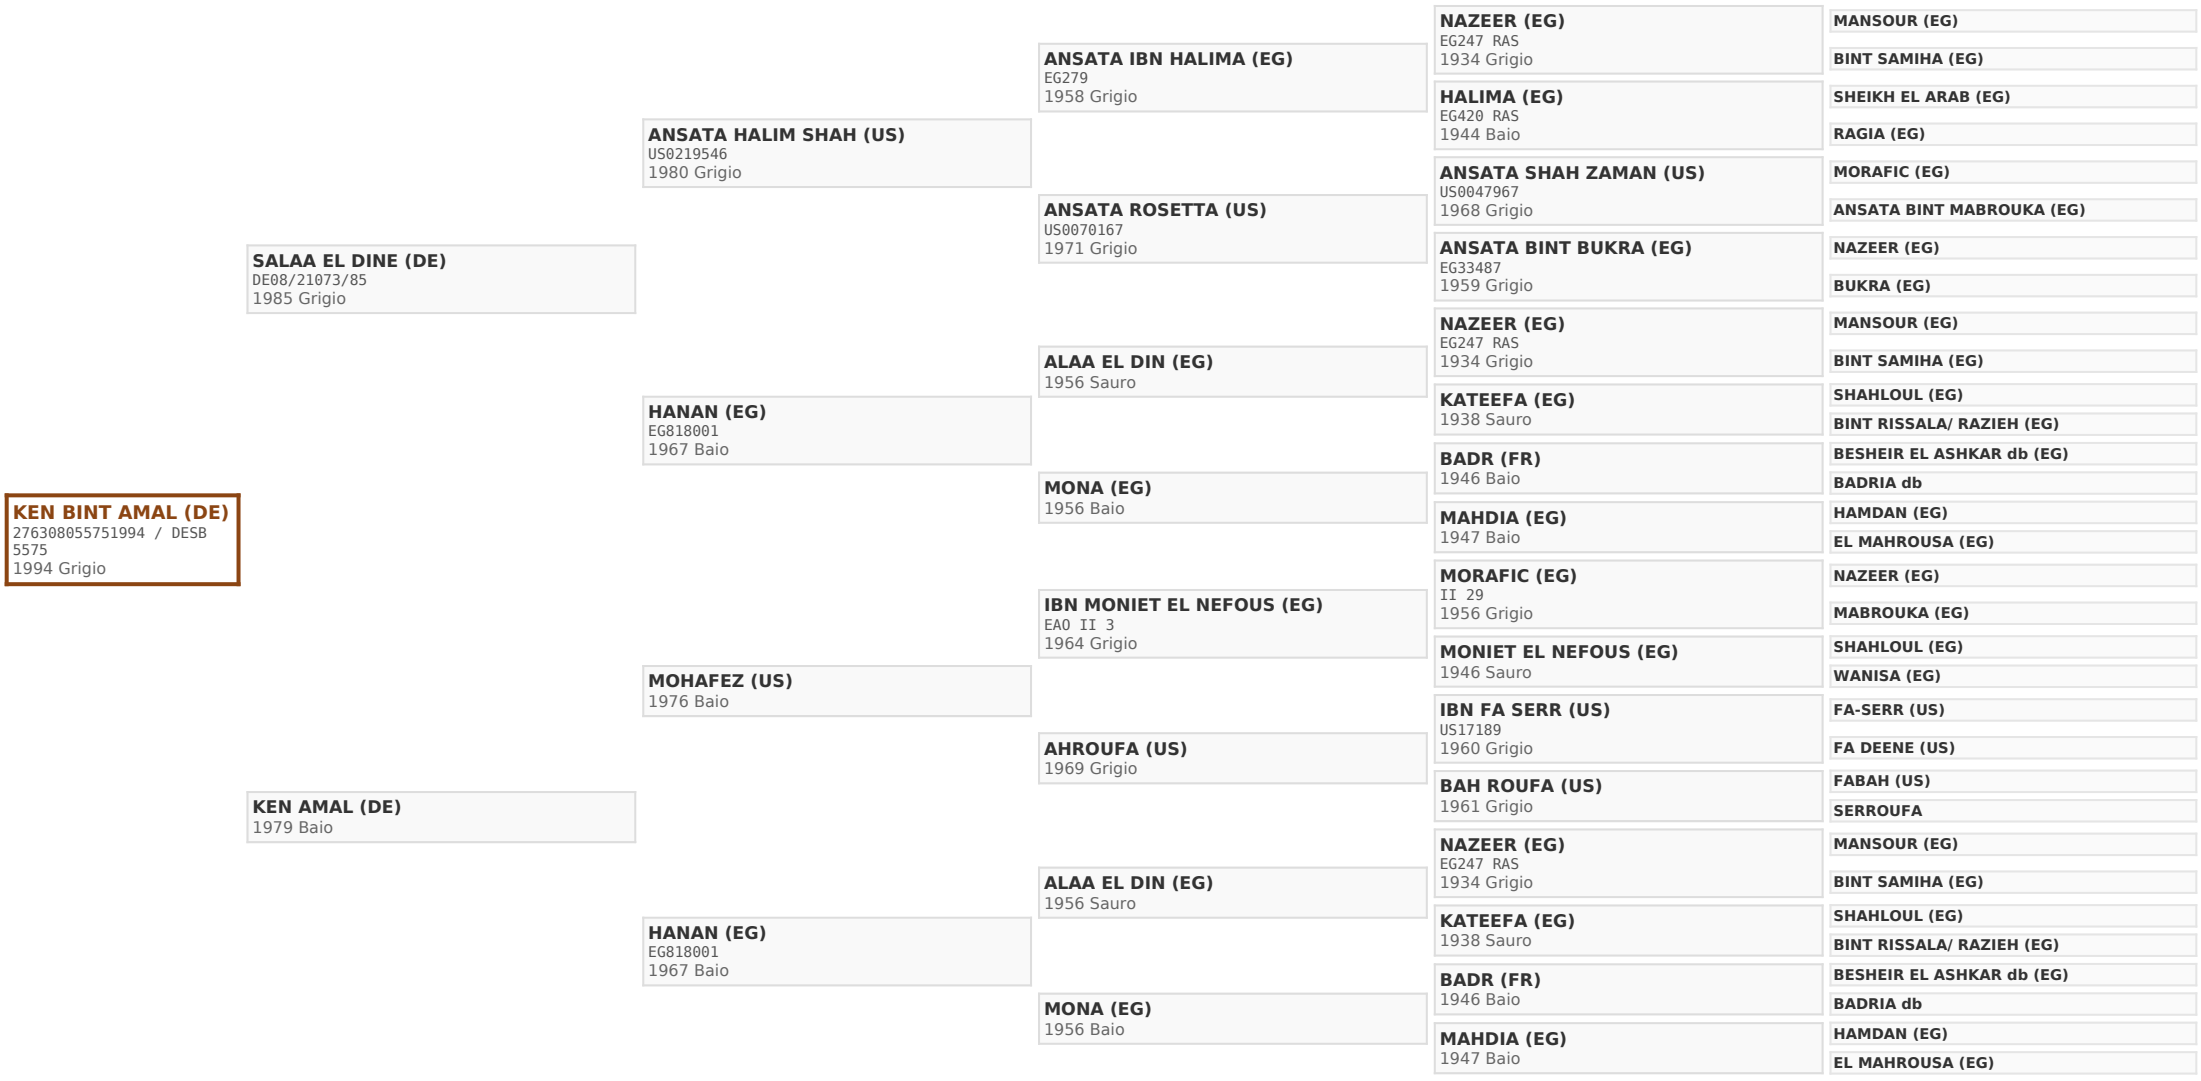 KEN BINT AMAL (DE)
276308055751994 / DESB
5575
1994 Grigio
SALAA EL DINE (DE)
DE08/21073/85
1985 Grigio
KEN AMAL (DE)
1979 Baio
ANSATA HALIM SHAH (US)
US0219546
1980 Grigio
HANAN (EG)
EG818001
1967 Baio
MOHAFEZ (US)
1976 Baio
HANAN (EG)
EG818001
1967 Baio
ANSATA IBN HALIMA (EG)
EG279
1958 Grigio
ANSATA ROSETTA (US)
US0070167
1971 Grigio
ALAA EL DIN (EG)
1956 Sauro
MONA (EG)
1956 Baio
IBN MONIET EL NEFOUS (EG)
EAO II 3
1964 Grigio
AHROUFA (US)
1969 Grigio
ALAA EL DIN (EG)
1956 Sauro
MONA (EG)
1956 Baio
NAZEER (EG)
EG247 RAS
1934 Grigio
HALIMA (EG)
EG420 RAS
1944 Baio
ANSATA SHAH ZAMAN (US)
US0047967
1968 Grigio
ANSATA BINT BUKRA (EG)
EG33487
1959 Grigio
NAZEER (EG)
EG247 RAS
1934 Grigio
KATEEFA (EG)
1938 Sauro
BADR (FR)
1946 Baio
MAHDIA (EG)
1947 Baio
MORAFIC (EG)
II 29
1956 Grigio
MONIET EL NEFOUS (EG)
1946 Sauro
IBN FA SERR (US)
US17189
1960 Grigio
BAH ROUFA (US)
1961 Grigio
NAZEER (EG)
EG247 RAS
1934 Grigio
KATEEFA (EG)
1938 Sauro
BADR (FR)
1946 Baio
MAHDIA (EG)
1947 Baio
MANSOUR (EG)
BINT SAMIHA (EG)
SHEIKH EL ARAB (EG)
RAGIA (EG)
MORAFIC (EG)
ANSATA BINT MABROUKA (EG)
NAZEER (EG)
BUKRA (EG)
MANSOUR (EG)
BINT SAMIHA (EG)
SHAHLOUL (EG)
BINT RISSALA/ RAZIEH (EG)
BESHEIR EL ASHKAR db (EG)
BADRIA db
HAMDAN (EG)
EL MAHROUSA (EG)
NAZEER (EG)
MABROUKA (EG)
SHAHLOUL (EG)
WANISA (EG)
FA-SERR (US)
FA DEENE (US)
FABAH (US)
SERROUFA
MANSOUR (EG)
BINT SAMIHA (EG)
SHAHLOUL (EG)
BINT RISSALA/ RAZIEH (EG)
BESHEIR EL ASHKAR db (EG)
BADRIA db
HAMDAN (EG)
EL MAHROUSA (EG)